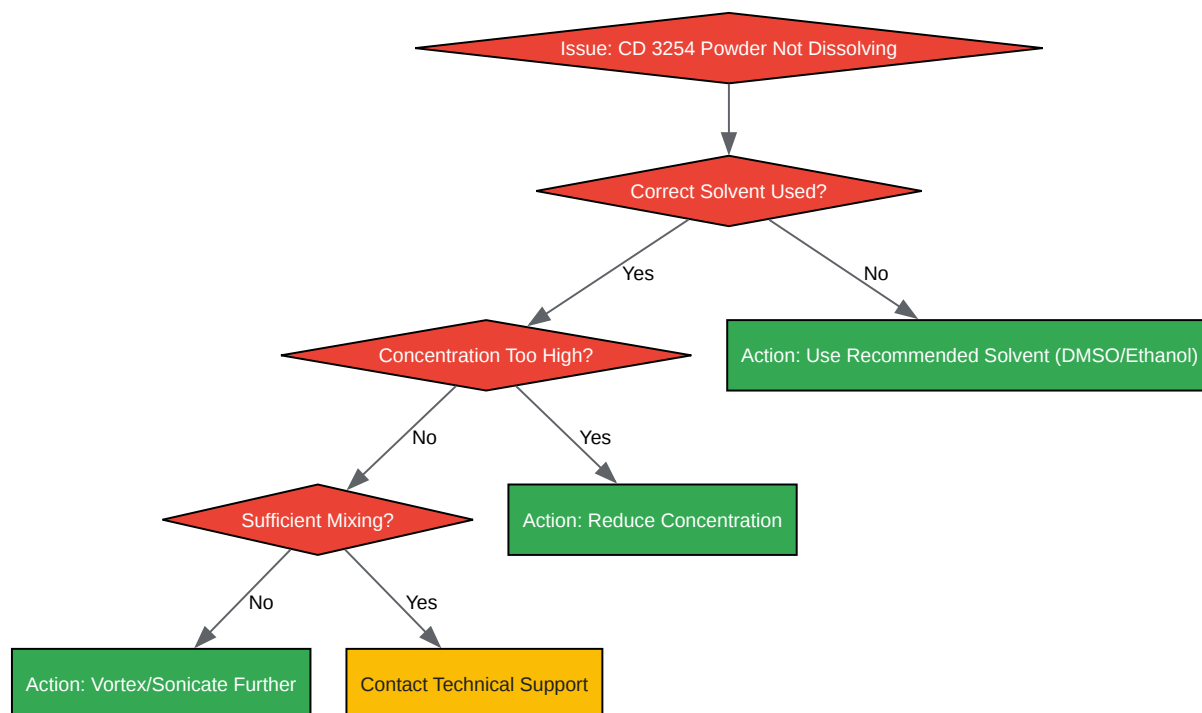 Issue: CD 3254 Powder Not Dissolving
Correct Solvent Used?
Yes
No
Concentration Too High?
Action: Use Recommended Solvent (DMSO/Ethanol)
No
Yes
Sufficient Mixing?
Action: Reduce Concentration
No
Yes
Action: Vortex/Sonicate Further
Contact Technical Support